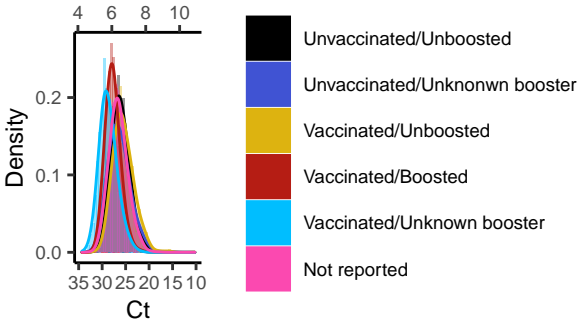 4 6 8 10
Density
0.2
0.1
0.0
35 30 25 20 15 10
Ct
Unvaccinated/Unboosted
Unvaccinated/Unknonwn booster
Vaccinated/Unboosted
Vaccinated/Boosted
Vaccinated/Unknown booster
Not reported